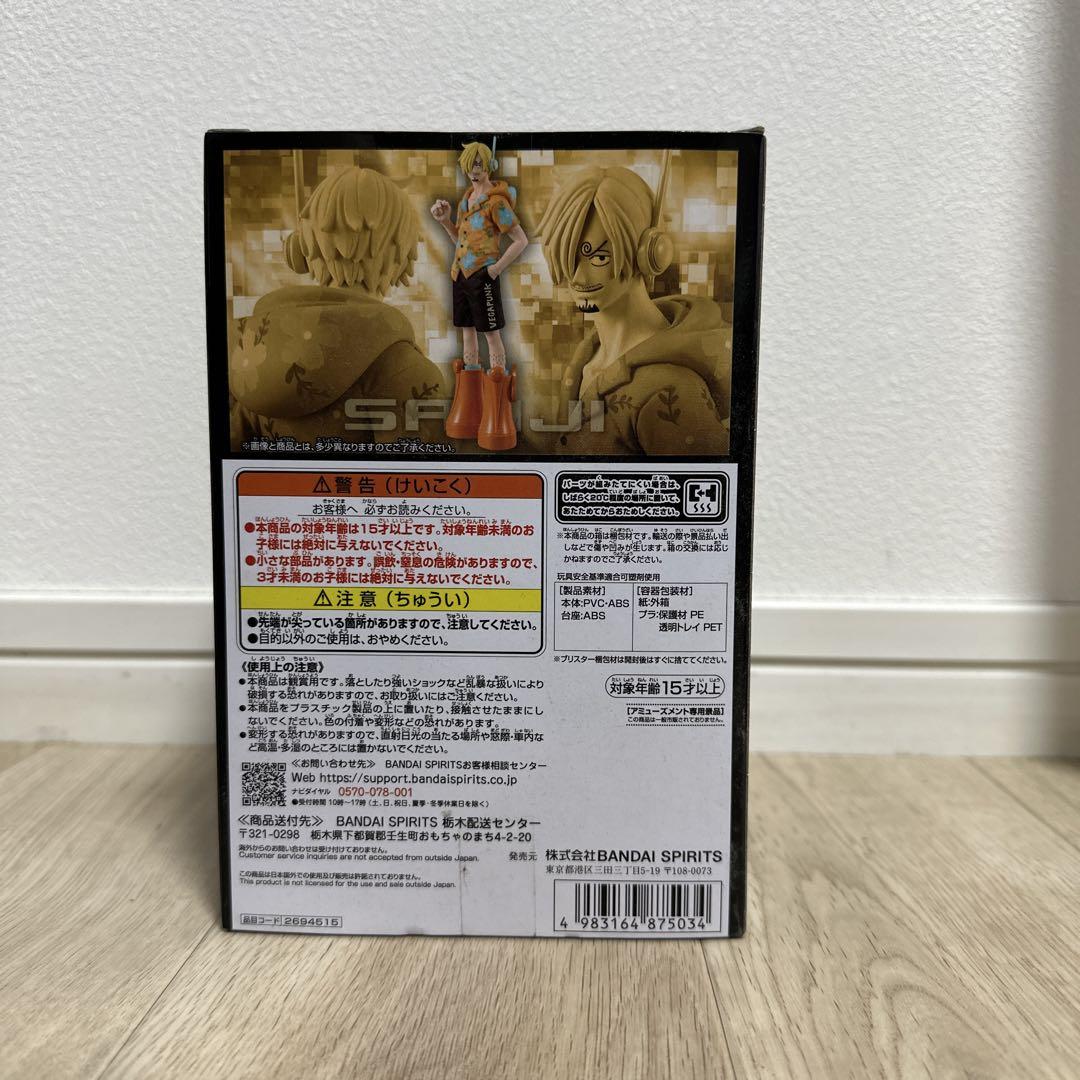 VEGAPUNK
SANJI
※画像と商品とは、多少異なりますのでご了承ください。
⚠警告（けいこく）
お客様へ 必ずお読みください。
●本商品の対象年齢は15才以上です。対象年齢未満のお
子様には絶対に与えないでください。
●小さな部品があります。誤飲・窒息の危険がありますので、
3才未満のお子様には絶対に与えないでください。
⚠注意（ちゅうい）
●先端が尖っている箇所がありますので、注意してください。
●目的以外のご使用は、おやめください。
《使用上の注意》
●本商品は観賞用です。落としたり強いショックなど乱暴な扱いにより
破損する恐れがありますので、お取り扱いにはご注意ください。
●本商品をプラスチック製品の上に置いたり、接触させたままにし
ないでください。色の付着や変形などの恐れがあります。
●変形する恐れがありますので、直射日光の当たる場所や窓際・車内な
ど高温・多湿のところには置かないでください。
≪お問い合わせ先≫ BANDAI SPIRITSお客様相談センター
Web https://support.bandaispirits.co.jp
ナビダイヤル 0570-078-001
●受付時間 10時〜17時（土、日、祝日、夏季・冬季休業日を除く）
≪商品送付先≫ BANDAI SPIRITS 栃木配送センター
〒321-0298 栃木県下都賀郡壬生町おもちゃのまち4-2-20
海外からのお問い合わせは受け付けておりません。
Customer service inquiries are not accepted from outside Japan.
この商品は日本国外での使用及び販売は許諾されておりません。
This product is not licensed for the use and sale outside Japan.
品目コード 2694515
パーツが組みたてにくい場合は、
しばらく20℃程度の場所に置いて、
あたためてからおためしください。
※本商品の箱は梱包材です。輸送の際や景品払い出
しなどで傷や凹みが生じます。箱の交換には応じ
かねますのでご了承ください。
玩具安全基準適合可塑剤使用
［製品素材］
本体：PVC・ABS
台座：ABS
［容器包装材］
紙：外箱
プラ：保護材 PE
透明トレイ PET
※ブリスター梱包材は開封後はすぐに捨ててください。
対象年齢15才以上
【アミューズメント専用景品】
この商品は一般市販されておりません。
発売元 株式会社BANDAI SPIRITS
東京都港区三田三丁目5-19 〒108-0073
4 983164 875034